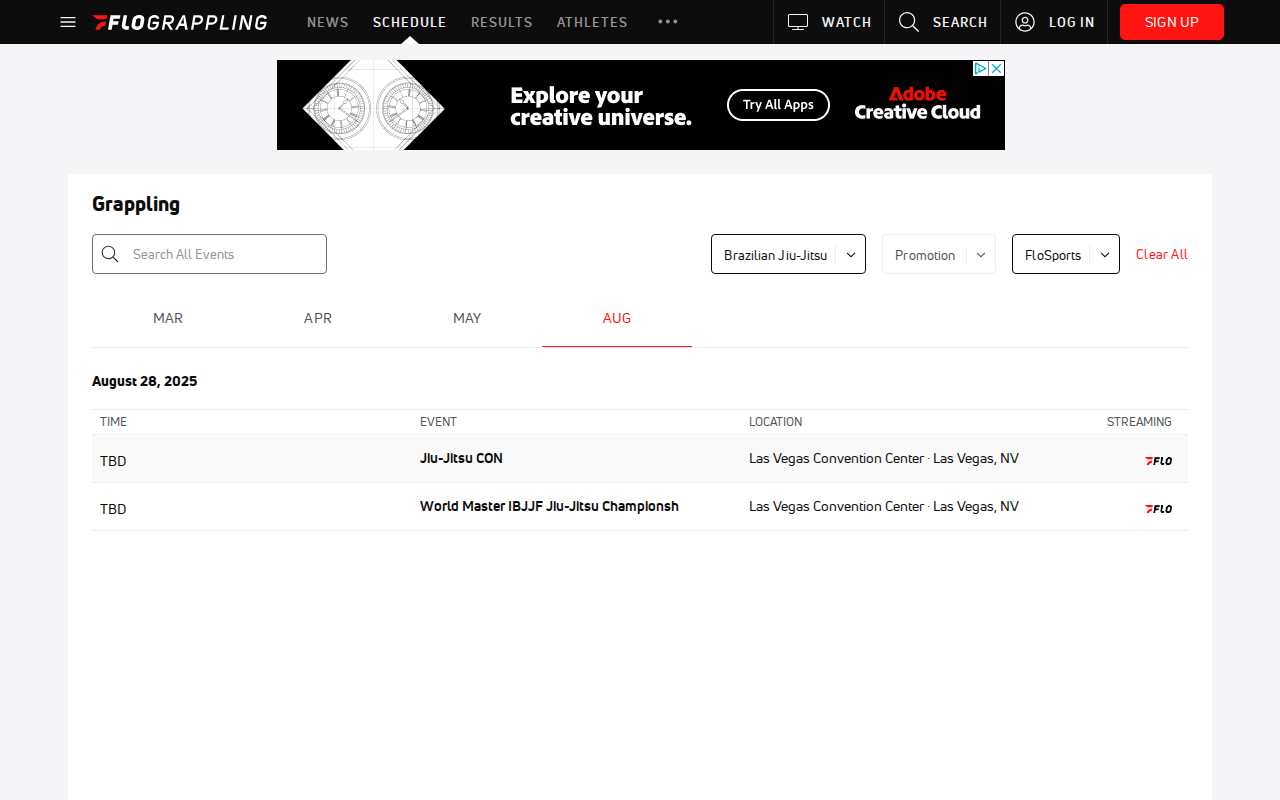 FLOGRAPPLING NEWS SCHEDULE RESULTS ATHLETES WATCH SEARCH LOG IN SIGN UP
Explore your
creative universe.
Try All Apps
Adobe
Creative Cloud
Grappling
Search All Events
Brazilian Jiu-Jitsu
Promotion
FloSports
Clear All
MAR APR MAY AUG
August 28, 2025
TIME EVENT LOCATION STREAMING
TBD Jiu-Jitsu CON Las Vegas Convention Center · Las Vegas, NV FLO
TBD World Master IBJJF Jiu-Jitsu Championsh Las Vegas Convention Center · Las Vegas, NV FLO